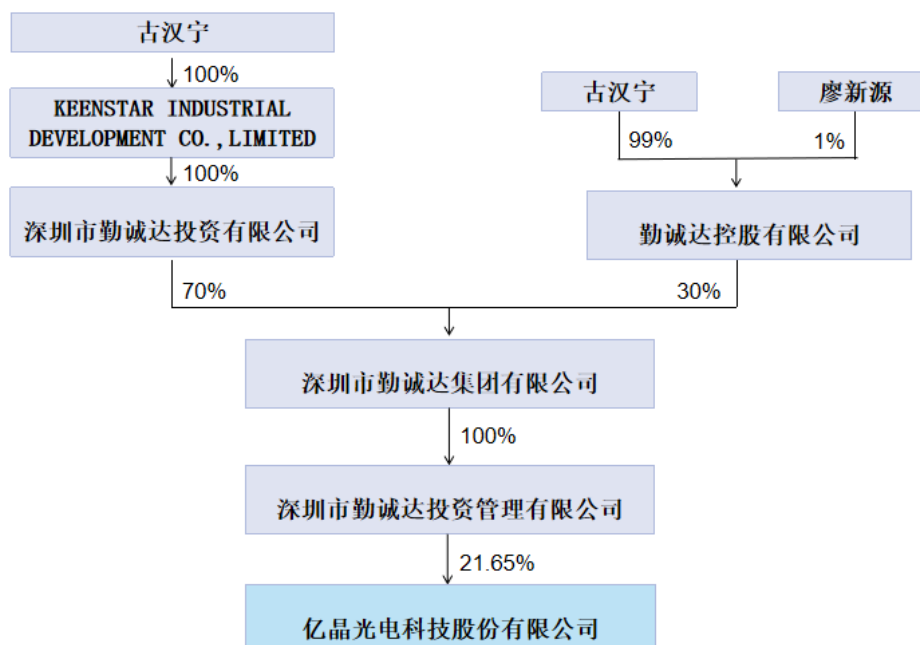 古汉宁
100%
KEENSTAR INDUSTRIAL
DEVELOPMENT CO.,LIMITED
100%
深圳市勤诚达投资有限公司
古汉宁
廖新源
99%
1%
勤诚达控股有限公司
70%
30%
深圳市勤诚达集团有限公司
100%
深圳市勤诚达投资管理有限公司
21.65%
亿晶光电科技股份有限公司